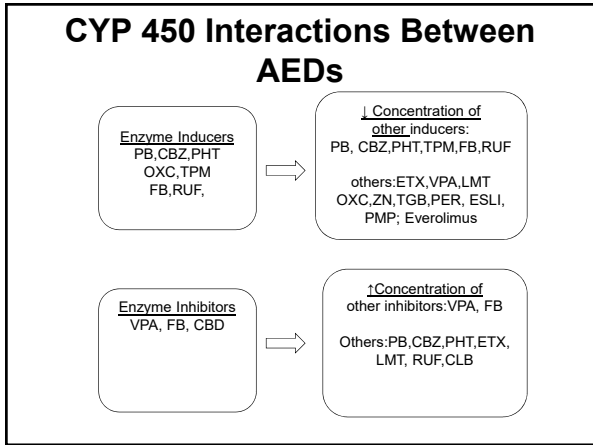 CYP 450 Interactions Between
AEDs
Enzyme Inducers
PB,CBZ,PHT
OXC,TPM
FB,RUF,
↓ Concentration of
other inducers:
PB, CBZ,PHT,TPM,FB,RUF
others:ETX,VPA,LMT
OXC,ZN,TGB,PER, ESLI,
PMP; Everolimus
Enzyme Inhibitors
VPA, FB, CBD
↑Concentration of
other inhibitors:VPA, FB
Others:PB,CBZ,PHT,ETX,
LMT, RUF,CLB